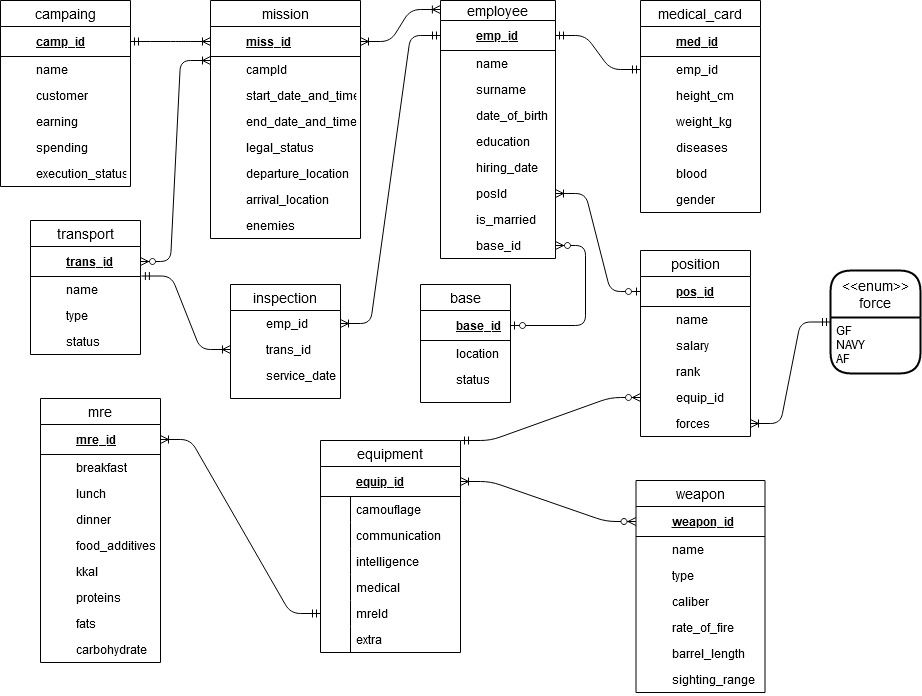 campaing
camp_id
name
customer
earning
spending
execution_status
mission
miss_id
campId
start_date_and_time
end_date_and_time
legal_status
departure_location
arrival_location
enemies
employee
emp_id
name
surname
date_of_birth
education
hiring_date
posId
is_married
base_id
medical_card
med_id
emp_id
height_cm
weight_kg
diseases
blood
gender
transport
trans_id
name
type
status
inspection
emp_id
trans_id
service_date
base
base_id
location
status
position
pos_id
name
salary
rank
equip_id
forces
<<enum>>
force
GF
NAVY
AF
mre
mre_id
breakfast
lunch
dinner
food_additives
kkal
proteins
fats
carbohydrate
equipment
equip_id
camouflage
communication
intelligence
medical
mreId
extra
weapon
weapon_id
name
type
caliber
rate_of_fire
barrel_length
sighting_range